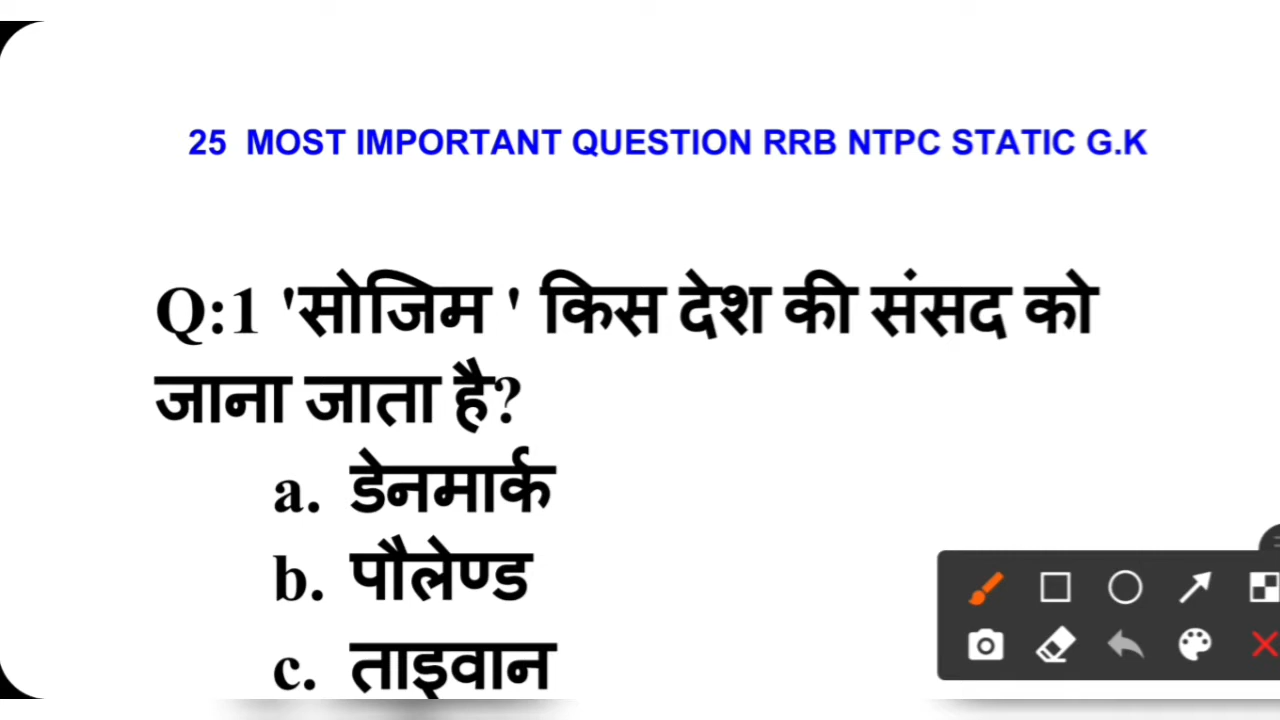 25 MOST IMPORTANT QUESTION RRB NTPC STATIC G.K
Q:1 'सोजिम ' किस देश की संसद को
जाना जाता है?
a. डेनमार्क
b. पौलेण्ड
c. ताइवान